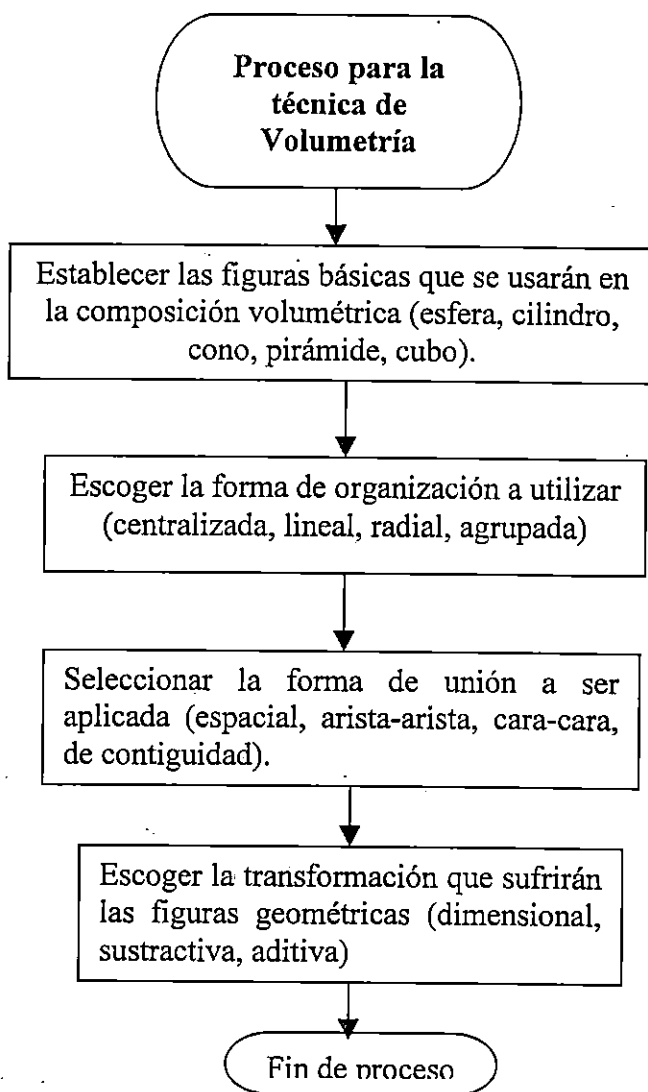 Proceso para la
técnica de
Volumetría
Establecer las figuras básicas que se usarán en
la composición volumétrica (esfera, cilindro,
cono, pirámide, cubo).
Escoger la forma de organización a utilizar
(centralizada, lineal, radial, agrupada)
Seleccionar la forma de unión a ser
aplicada (espacial, arista-arista, cara-cara,
de contiguidad).
Escoger la transformación que sufrirán
las figuras geométricas (dimensional,
sustractiva, aditiva)
Fin de proceso